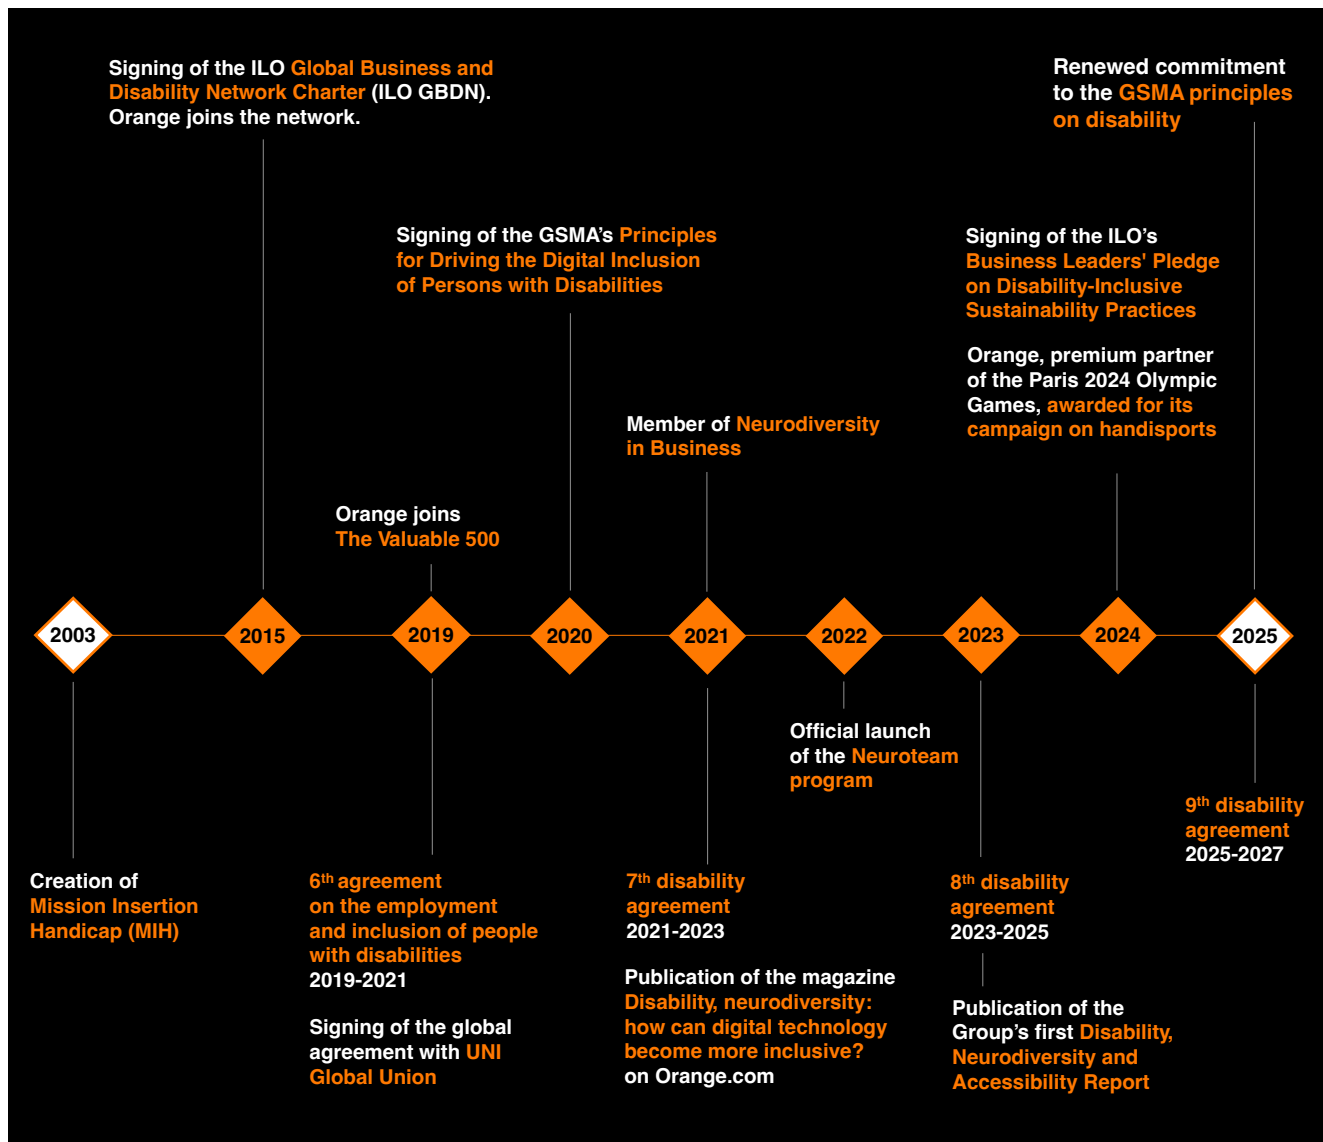 Signing of the ILO Global Business and
Disability Network Charter (ILO GBDN).
Orange joins the network.
Renewed commitment
to the GSMA principles
on disability
Signing of the GSMA’s Principles
for Driving the Digital Inclusion
of Persons with Disabilities
Signing of the ILO’s
Business Leaders' Pledge
on Disability-Inclusive
Sustainability Practices
Orange, premium partner
of the Paris 2024 Olympic
Games, awarded for its
campaign on handisports
Member of Neurodiversity
in Business
Orange joins
The Valuable 500
2003
2015
2019
2020
2021
2022
2023
2024
2025
Official launch
of the Neuroteam
program
9th disability
agreement
2025-2027
Creation of
Mission Insertion
Handicap (MIH)
6th agreement
on the employment
and inclusion of people
with disabilities
2019-2021
Signing of the global
agreement with UNI
Global Union
7th disability
agreement
2021-2023
Publication of the magazine
Disability, neurodiversity:
how can digital technology
become more inclusive?
on Orange.com
8th disability
agreement
2023-2025
Publication of the
Group’s first Disability,
Neurodiversity and
Accessibility Report